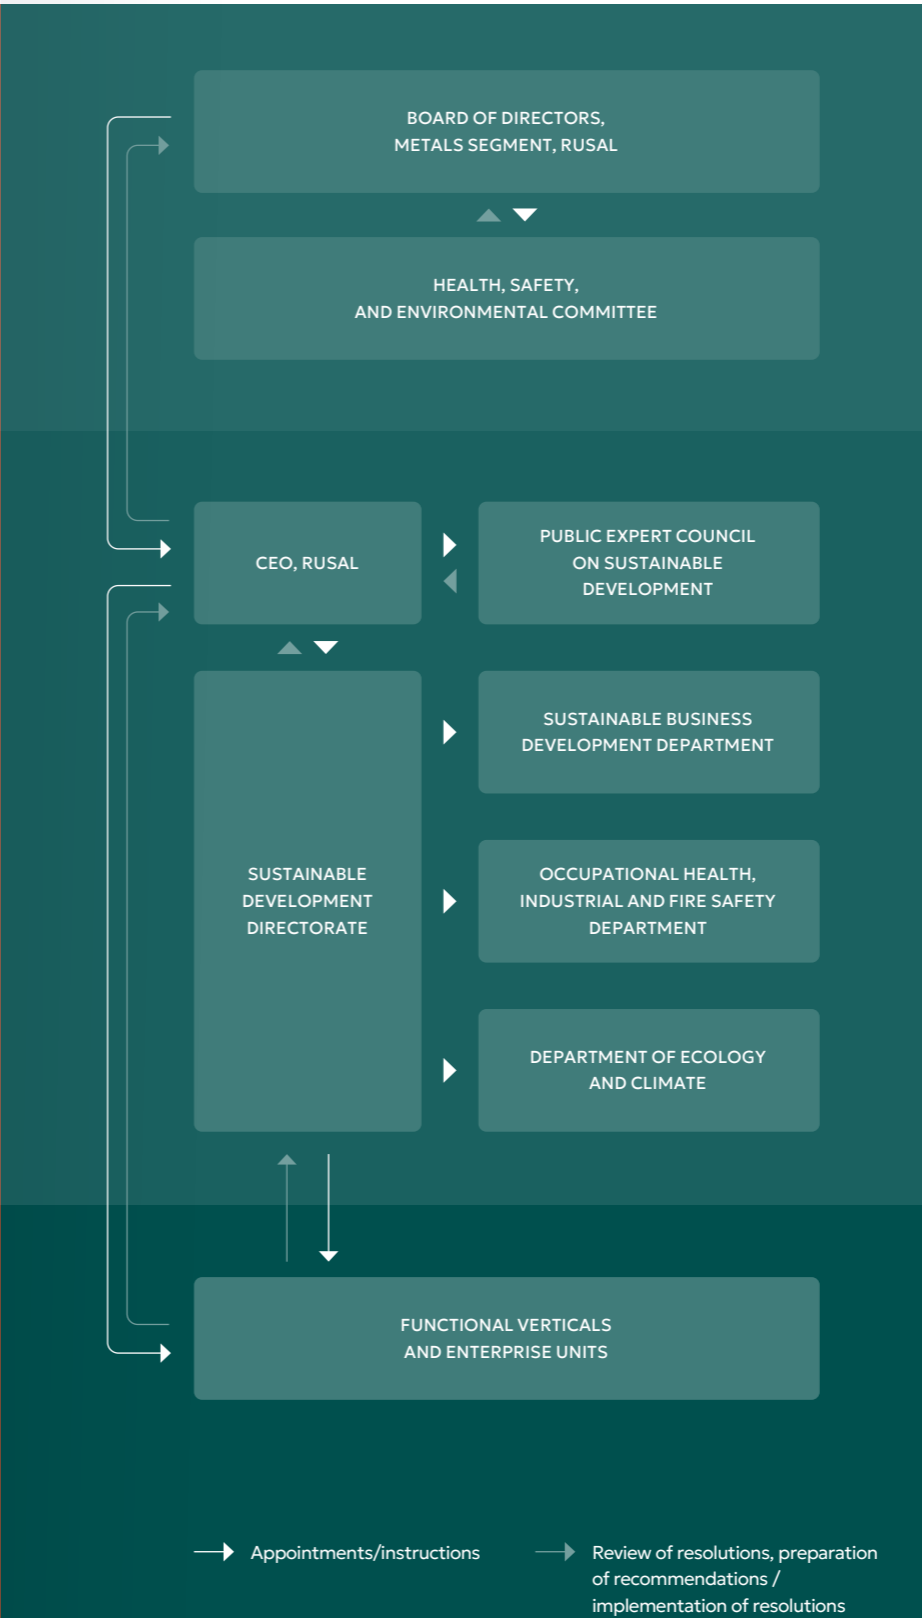 BOARD OF DIRECTORS,
METALS SEGMENT, RUSAL
HEALTH, SAFETY,
AND ENVIRONMENTAL COMMITTEE
CEO, RUSAL
PUBLIC EXPERT COUNCIL
ON SUSTAINABLE
DEVELOPMENT
SUSTAINABLE
DEVELOPMENT
DIRECTORATE
SUSTAINABLE BUSINESS
DEVELOPMENT DEPARTMENT
OCCUPATIONAL HEALTH,
INDUSTRIAL AND FIRE SAFETY
DEPARTMENT
DEPARTMENT OF ECOLOGY
AND CLIMATE
FUNCTIONAL VERTICALS
AND ENTERPRISE UNITS
Appointments/instructions
Review of resolutions, preparation
of recommendations /
implementation of resolutions